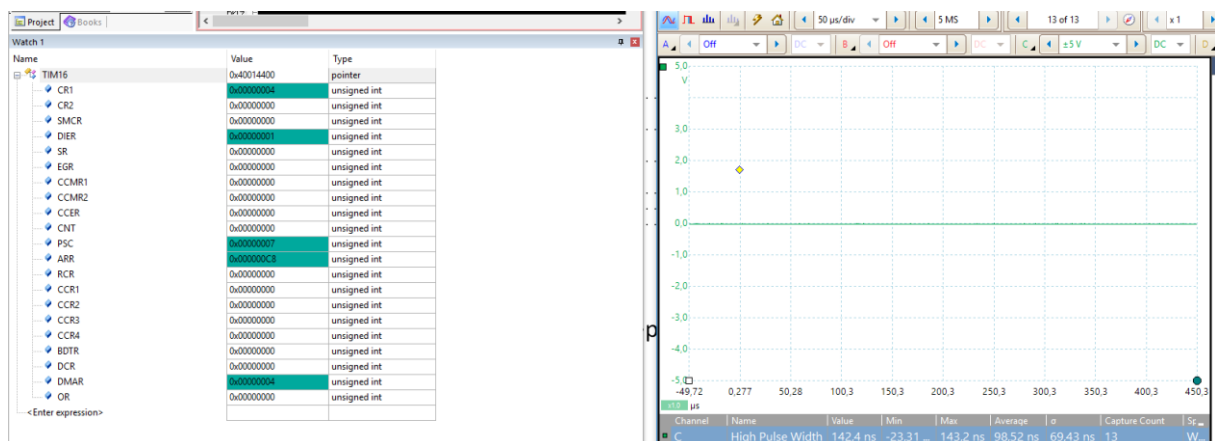 Project Books
Watch 1
Name Value Type
TIM16 0x40014400 pointer
CR1 0x00000004 unsigned int
CR2 0x00000000 unsigned int
SMCR 0x00000000 unsigned int
DIER 0x00000001 unsigned int
SR 0x00000000 unsigned int
EGR 0x00000000 unsigned int
CCMR1 0x00000000 unsigned int
CCMR2 0x00000000 unsigned int
CCER 0x00000000 unsigned int
CNT 0x00000000 unsigned int
PSC 0x00000007 unsigned int
ARR 0x000000C8 unsigned int
RCR 0x00000000 unsigned int
CCR1 0x00000000 unsigned int
CCR2 0x00000000 unsigned int
CCR3 0x00000000 unsigned int
CCR4 0x00000000 unsigned int
BDTR 0x00000000 unsigned int
DCR 0x00000000 unsigned int
DMAR 0x00000004 unsigned int
OR 0x00000000 unsigned int
<Enter expression>
p
50 µs/div 5 MS 13 of 13 x 1
A Off DC B Off DC C ±5 V DC D
5,0
V
3,0
2,0
1,0
0,0
-1,0
-2,0
-3,0
-4,0
-5,0
-49,72 0,277 50,28 100,3 150,3 200,3 250,3 300,3 350,3 400,3 450,3
x1.0 µs
Channel Name Value Min Max Average σ Capture Count
C High Pulse Width 142.4 ns -23.31 ... 143.2 ns 98.52 ns 69.43 ns 13 W...